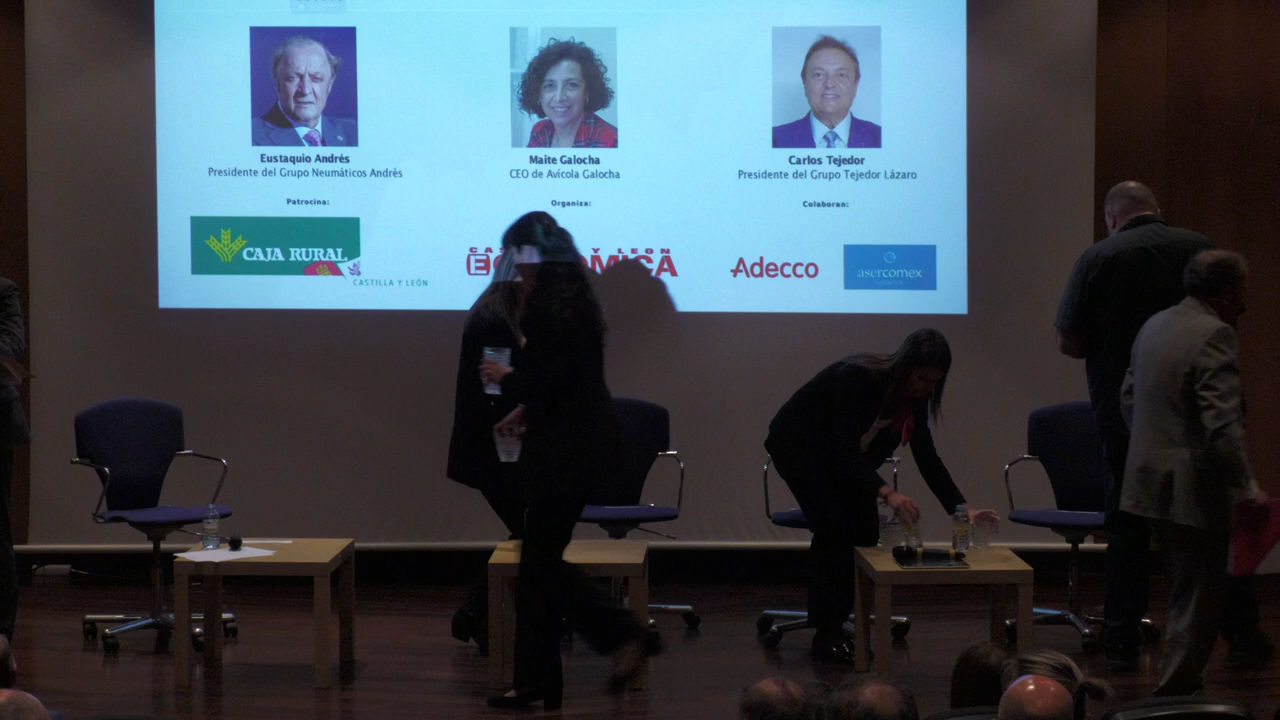 Eustaquio Andrés
Presidente del Grupo Neumáticos Andrés
Maite Galocha
CEO de Avícola Galocha
Carlos Tejedor
Presidente del Grupo Tejedor Lázaro
Patrocina:
Organiza:
Colaboran:
CAJA RURAL
CASTILLA Y LEÓN
Adecco
asercomex